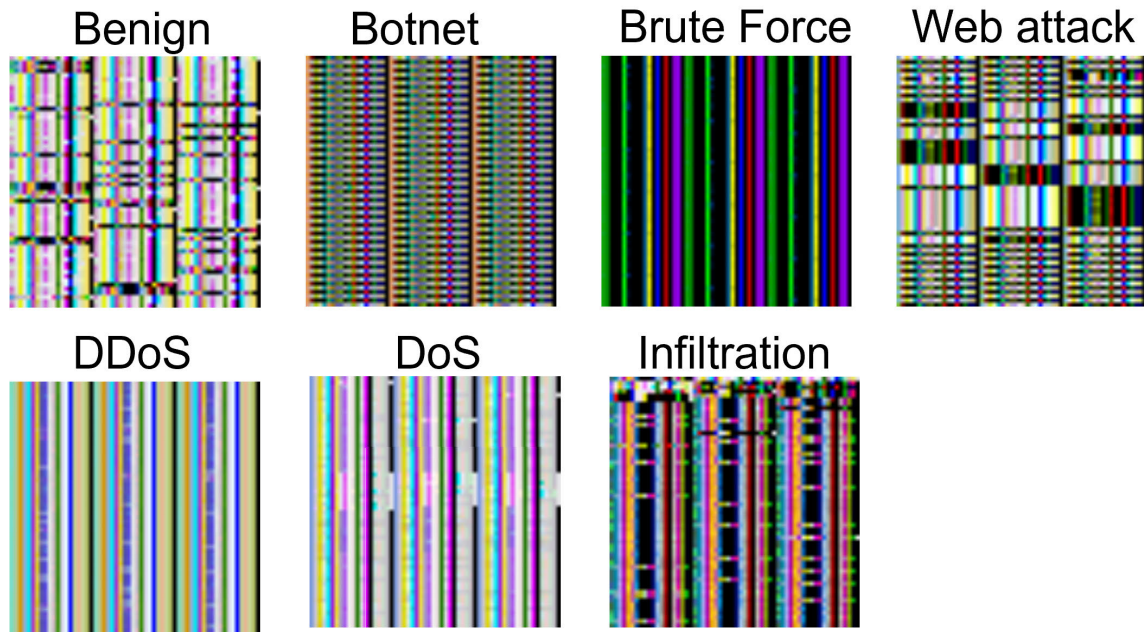 Benign
Botnet
Brute Force
Web attack
DDoS
DoS
Infiltration